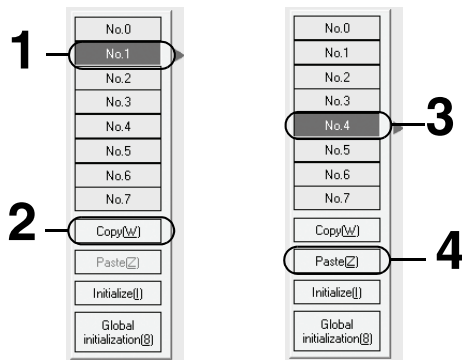 1
No.0
No.1
No.2
No.3
No.4
No.5
No.6
No.7
2
Copy(W)
Paste(Z)
Initialize(I)
Global
initialization(8)
No.0
No.1
No.2
No.3
3
No.4
No.5
No.6
No.7
Copy(W)
4
Paste(Z)
Initialize(I)
Global
initialization(8)